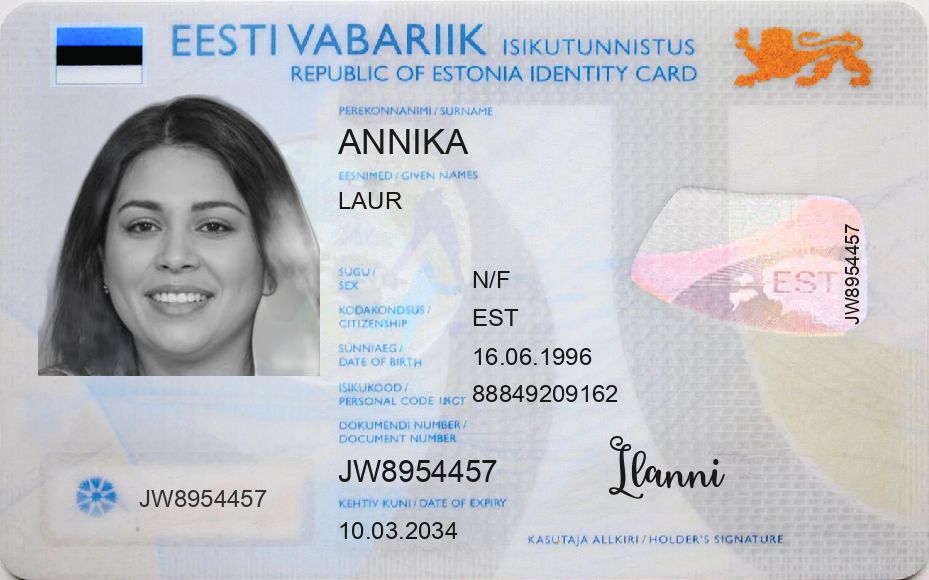 EESTI VABARIIK ISIKUTUNNISTUS
REPUBLIC OF ESTONIA IDENTITY CARD
PEREKONNANIMI / SURNAME
ANNIKA
EESNIMED / GIVEN NAMES
LAUR
SUGU /
SEX
N/F
KODAKONDSUS /
CITIZENSHIP
EST
SÜNNIAEG /
DATE OF BIRTH
16.06.1996
ISIKUKOOD /
PERSONAL CODE
88849209162
DOKUMENDI NUMBER /
DOCUMENT NUMBER
JW8954457
KEHTIV KUNI / DATE OF EXPIRY
10.03.2034
JW8954457
EST
JW8954457
Ilanni
KASUTAJA ALLKIRI / HOLDER'S SIGNATURE